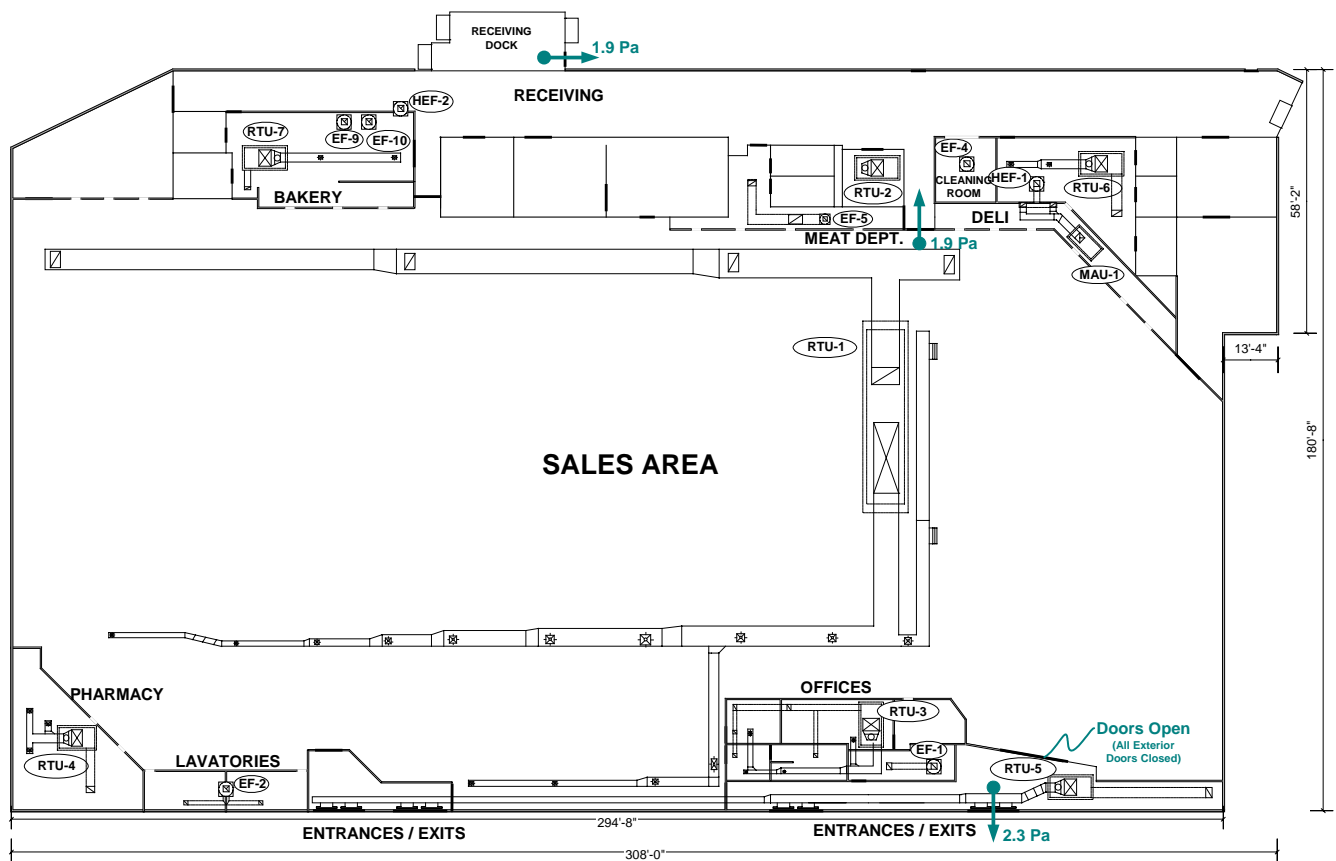 RECEIVING
DOCK
1.9 Pa
RECEIVING
HEF-2
RTU-7
EF-9
EF-10
BAKERY
EF-4
CLEANING
ROOM
HEF-1
RTU-6
RTU-2
EF-5
DELI
MEAT DEPT.
1.9 Pa
MAU-1
58'-2"
RTU-1
13'-4"
180'-8"
SALES AREA
PHARMACY
OFFICES
RTU-3
RTU-4
LAVATORIES
EF-2
EF-1
RTU-5
Doors Open
(All Exterior
Doors Closed)
ENTRANCES / EXITS
294'-8"
ENTRANCES / EXITS
2.3 Pa
308'-0"